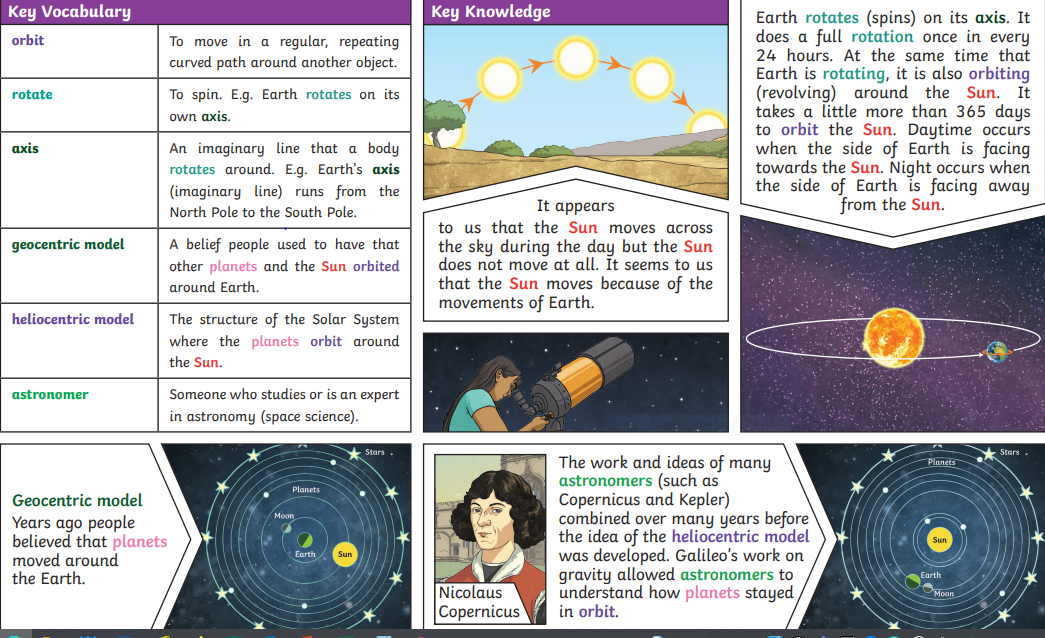 Key Vocabulary
orbit
To move in a regular, repeating
curved path around another object.
rotate
To spin. E.g. Earth rotates on its
own axis.
axis
An imaginary line that a body
rotates around. E.g. Earth's axis
(imaginary line) runs from the
North Pole to the South Pole.
geocentric model
A belief people used to have that
other planets and the Sun orbited
around Earth.
heliocentric model
The structure of the Solar System
where the planets orbit around
the Sun.
astronomer
Someone who studies or is an expert
in astronomy (space science).
Key Knowledge
It appears
to us that the Sun moves across
the sky during the day but the Sun
does not move at all. It seems to us
that the Sun moves because of the
movements of Earth.
Earth rotates (spins) on its axis. It
does a full rotation once in every
24 hours. At the same time that
Earth is rotating, it is also orbiting
(revolving) around the Sun. It
takes a little more than 365 days
to orbit the Sun. Daytime occurs
when the side of Earth is facing
towards the Sun. Night occurs when
the side of Earth is facing away
from the Sun.
Geocentric model
Years ago people
believed that planets
moved around
the Earth.
Stars
Planets
Moon
Earth
Sun
Nicolaus
Copernicus
The work and ideas of many
astronomers (such as
Copernicus and Kepler)
combined over many years before
the idea of the heliocentric model
was developed. Galileo's work on
gravity allowed astronomers to
understand how planets stayed
in orbit.
Stars
Planets
Sun
Earth
Moon